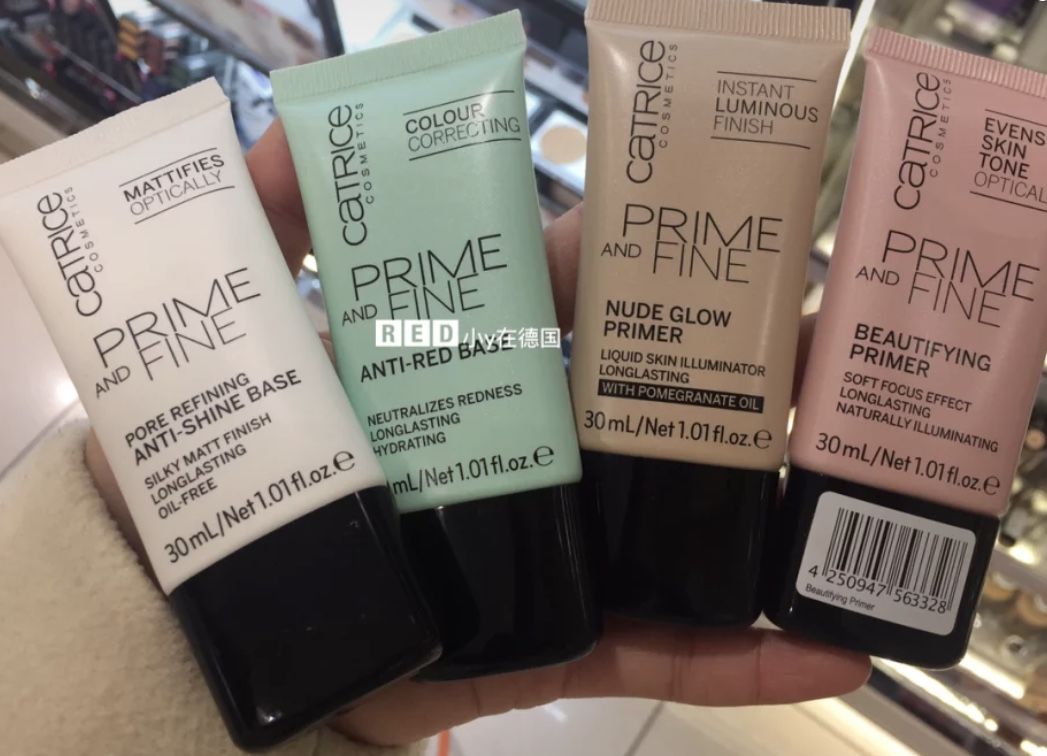 MATTIFIES
OPTICALLY
CATRICE
COSMETICS
PRIME
AND FINE
PORE REFINING
ANTI-SHINE BASE
SILKY MATT FINISH
LONGLASTING
OIL-FREE
30 mL/Net 1.01 fl.oz.e
COLOUR
CORRECTING
CATRICE
COSMETICS
PRIME
AND FINE
RED 小y在德国
ANTI-RED BASE
NEUTRALIZES REDNESS
LONGLASTING
HYDRATING
mL/Net 1.01 fl.oz.e
INSTANT
LUMINOUS
FINISH
CATRICE
COSMETICS
PRIME
AND FINE
NUDE GLOW
PRIMER
LIQUID SKIN ILLUMINATOR
LONGLASTING
WITH POMEGRANATE OIL
30 mL/Net 1.01 fl.oz.e
EVENS
SKIN
TONE
OPTICAL
CATRICE
COSMETICS
PRIME
AND FINE
BEAUTIFYING
PRIMER
SOFT FOCUS EFFECT
LONGLASTING
NATURALLY ILLUMINATING
30 mL/Net 1.01 fl.oz.e
4 250947 563328
Beautifying Primer